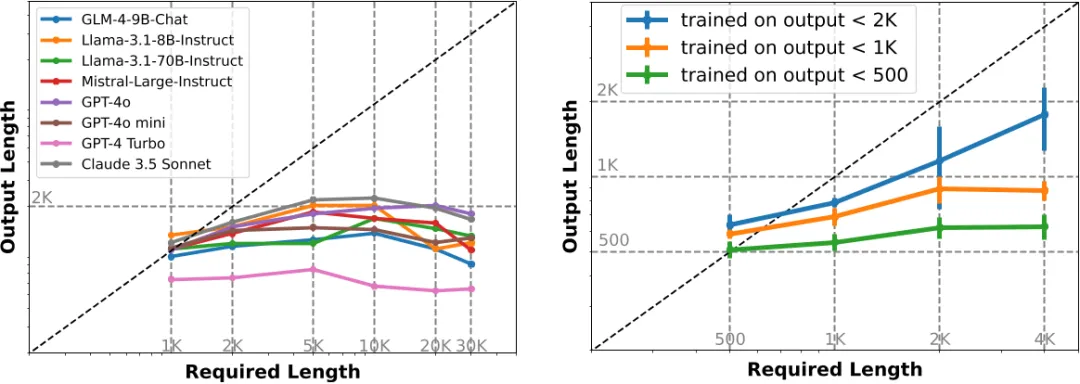 GLM-4-9B-Chat
Llama-3.1-8B-Instruct
Llama-3.1-70B-Instruct
Mistral-Large-Instruct
GPT-4o
GPT-4o mini
GPT-4 Turbo
Claude 3.5 Sonnet
Output Length
2K
1K 2K 5K 10K 20K 30K
Required Length
trained on output < 2K
trained on output < 1K
trained on output < 500
Output Length
2K
1K
500
500 1K 2K 4K
Required Length